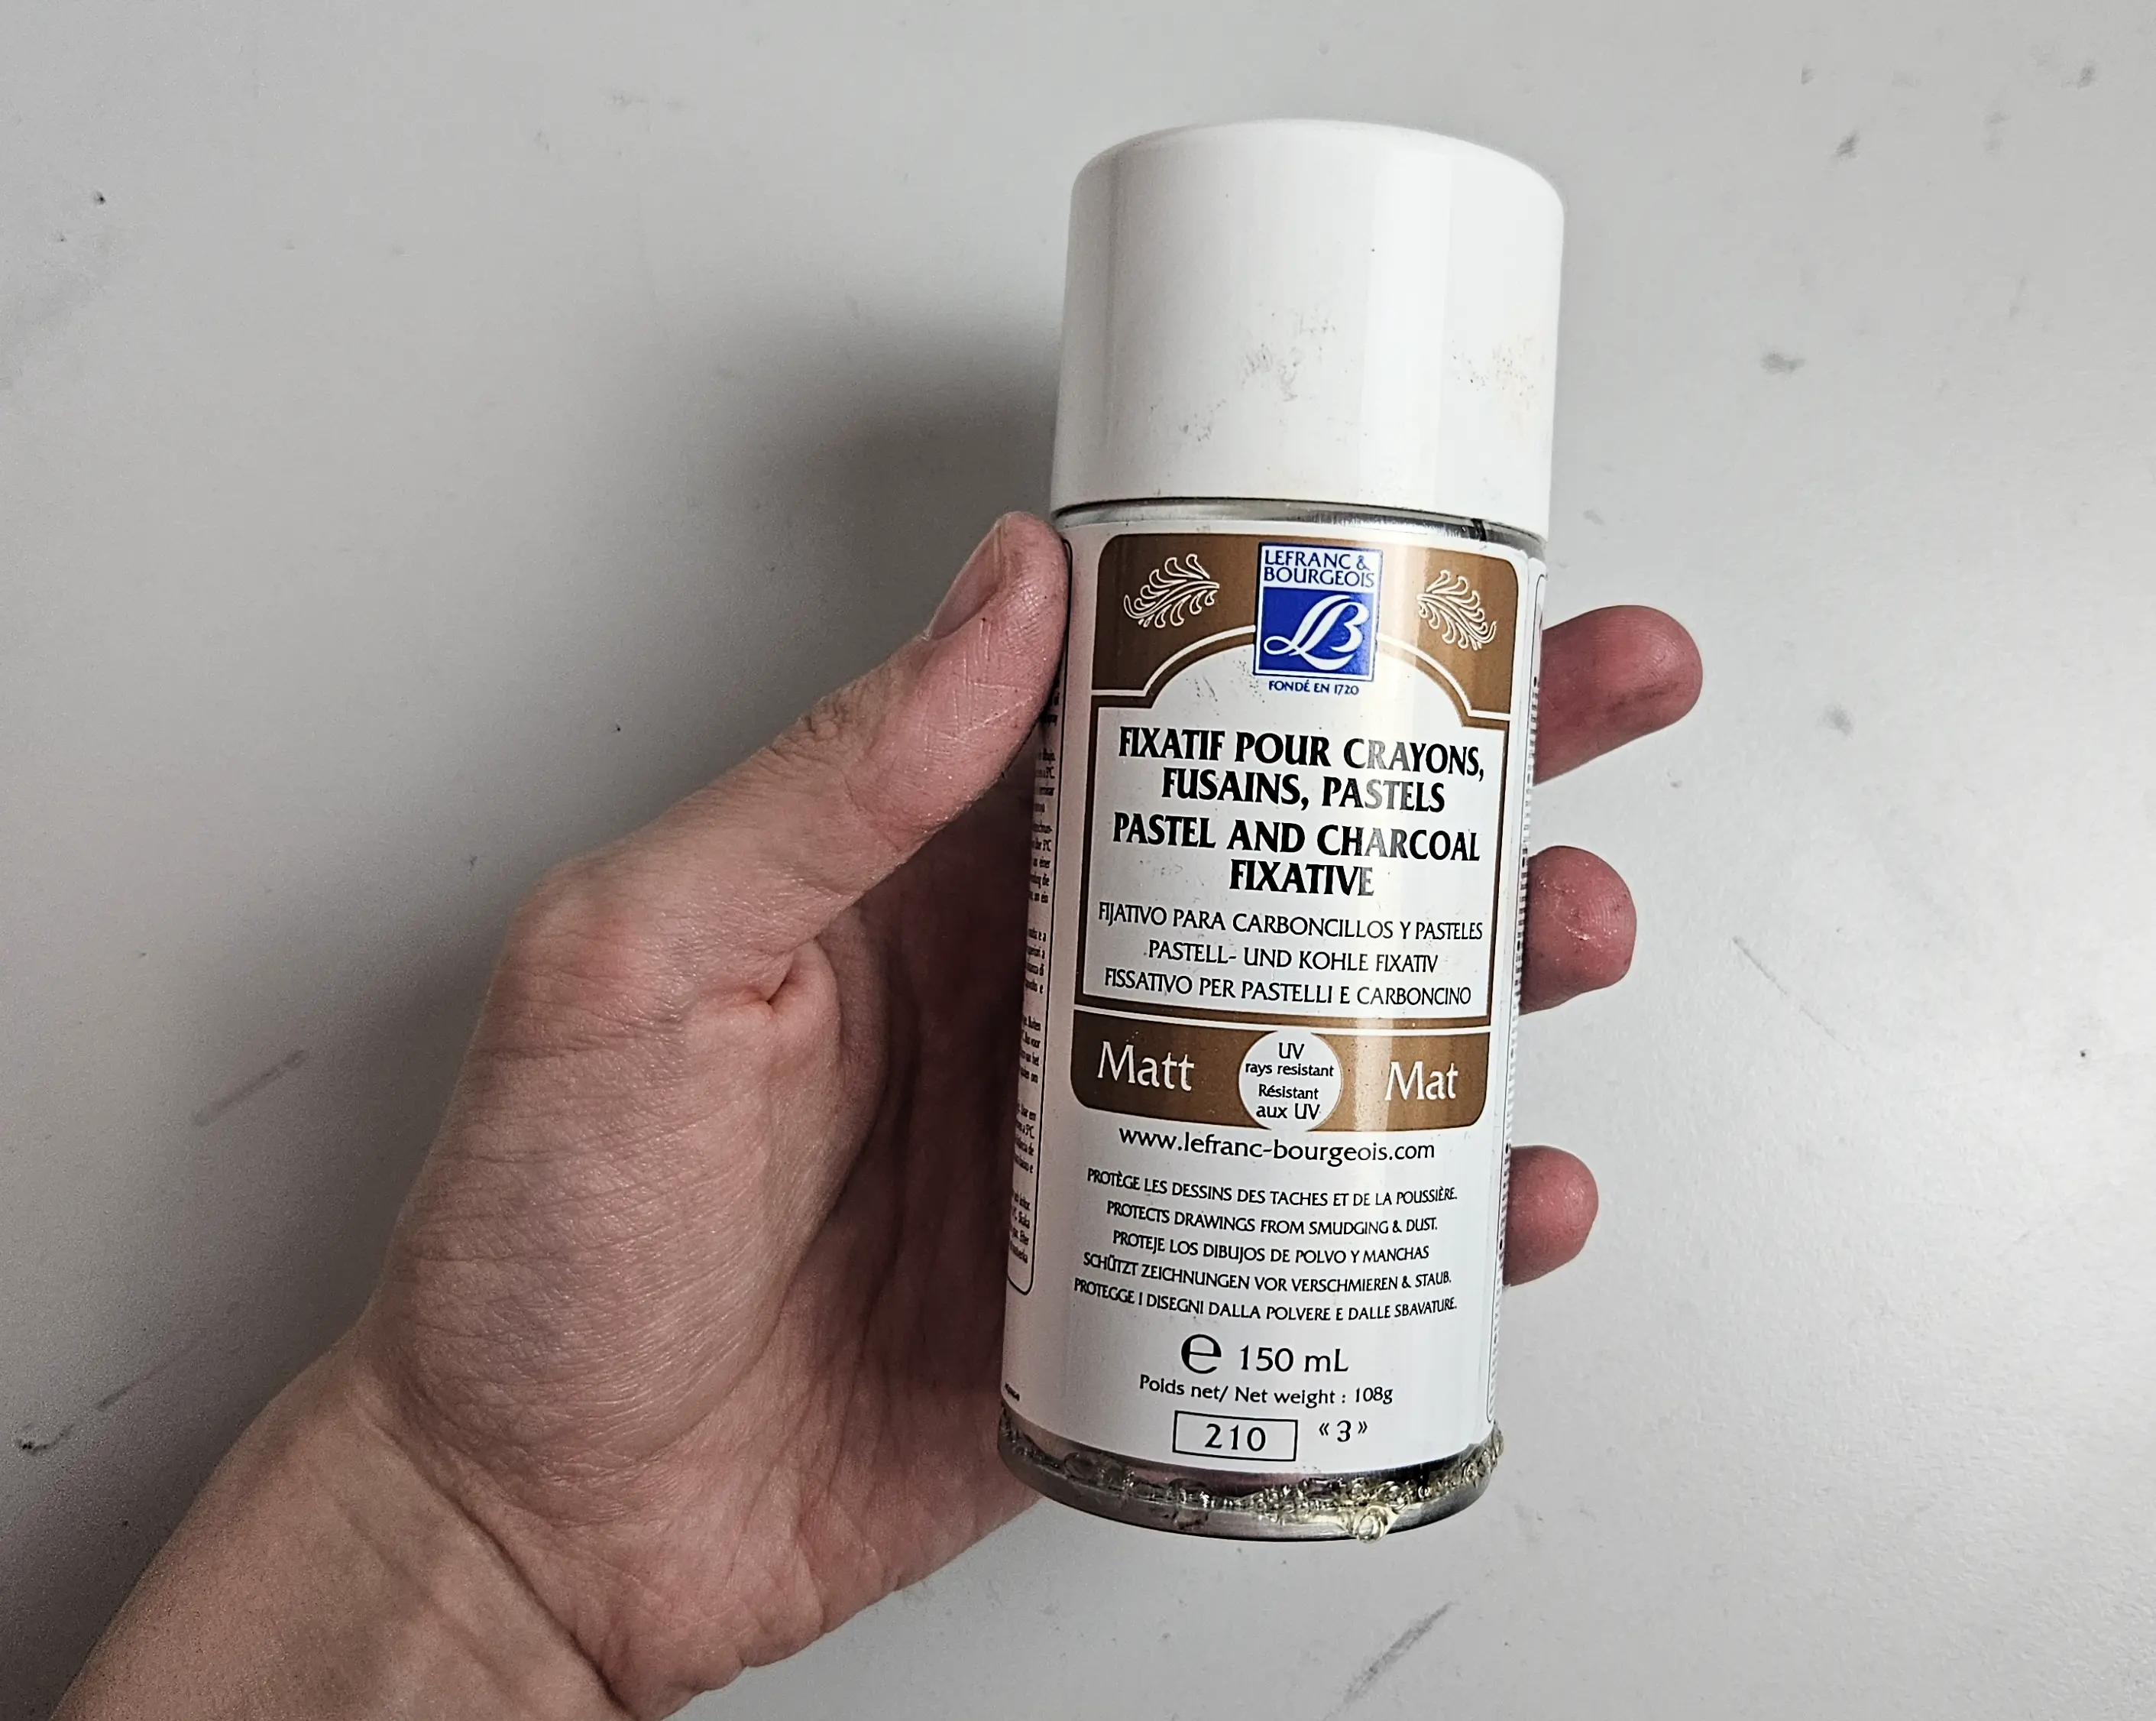 LEFRANC &
BOURGEOIS
LB
FONDÉ EN 1720
FIXATIF POUR CRAYONS,
FUSAINS, PASTELS
PASTEL AND CHARCOAL
FIXATIVE
FIJATIVO PARA CARBONCILLOS Y PASTELES
PASTELL- UND KOHLE FIXATIV
FISSATIVO PER PASTELLI E CARBONCINO
Matt
UV
rays resistant
Résistant
aux UV
Mat
www.lefranc-bourgeois.com
PROTÈGE LES DESSINS DES TACHES ET DE LA POUSSIÈRE.
PROTECTS DRAWINGS FROM SMUDGING & DUST.
PROTEJE LOS DIBUJOS DE POLVO Y MANCHAS
SCHÜTZT ZEICHNUNGEN VOR VERSCHMIEREN & STAUB.
PROTEGGE I DISEGNI DALLA POLVERE E DALLE SBAVATURE.
e 150 mL
Poids net/ Net weight : 108g
210 «3»